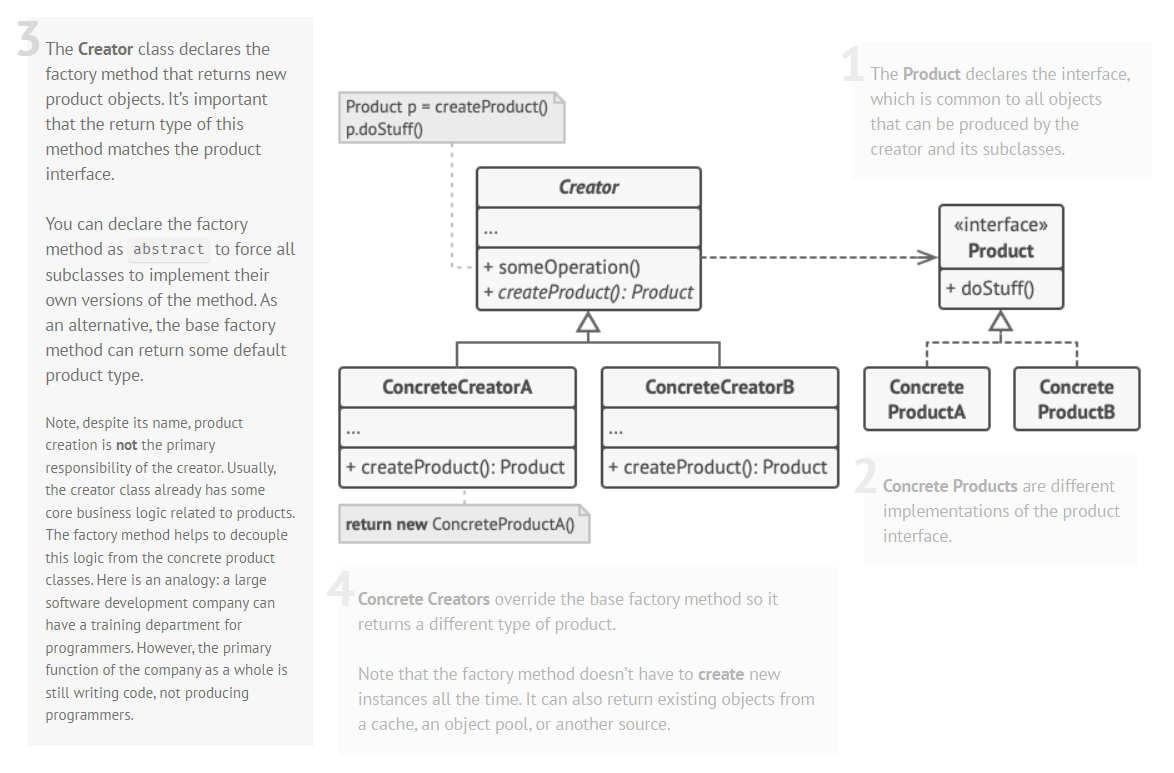 3
The Creator class declares the
factory method that returns new
product objects. It’s important
that the return type of this
method matches the product
interface.
You can declare the factory
method as abstract to force all
subclasses to implement their
own versions of the method. As
an alternative, the base factory
method can return some default
product type.
Note, despite its name, product
creation is not the primary
responsibility of the creator. Usually,
the creator class already has some
core business logic related to products.
The factory method helps to decouple
this logic from the concrete product
classes. Here is an analogy: a large
software development company can
have a training department for
programmers. However, the primary
function of the company as a whole is
still writing code, not producing
programmers.
Product p = createProduct()
p.doStuff()
Creator
...
+ someOperation()
+ createProduct(): Product
ConcreteCreatorA
...
+ createProduct(): Product
return new ConcreteProductA()
ConcreteCreatorB
...
+ createProduct(): Product
1
The Product declares the interface,
which is common to all objects
that can be produced by the
creator and its subclasses.
«interface»
Product
+ doStuff()
Concrete
ProductA
Concrete
ProductB
2
Concrete Products are different
implementations of the product
interface.
4
Concrete Creators override the base factory method so it
returns a different type of product.
Note that the factory method doesn’t have to create new
instances all the time. It can also return existing objects from
a cache, an object pool, or another source.